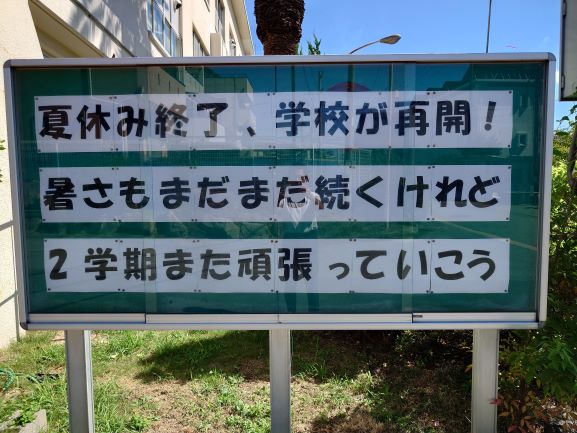 夏休み終了、学校が再開！
暑さもまだまだ続くけれど
2学期また頑張っていこう